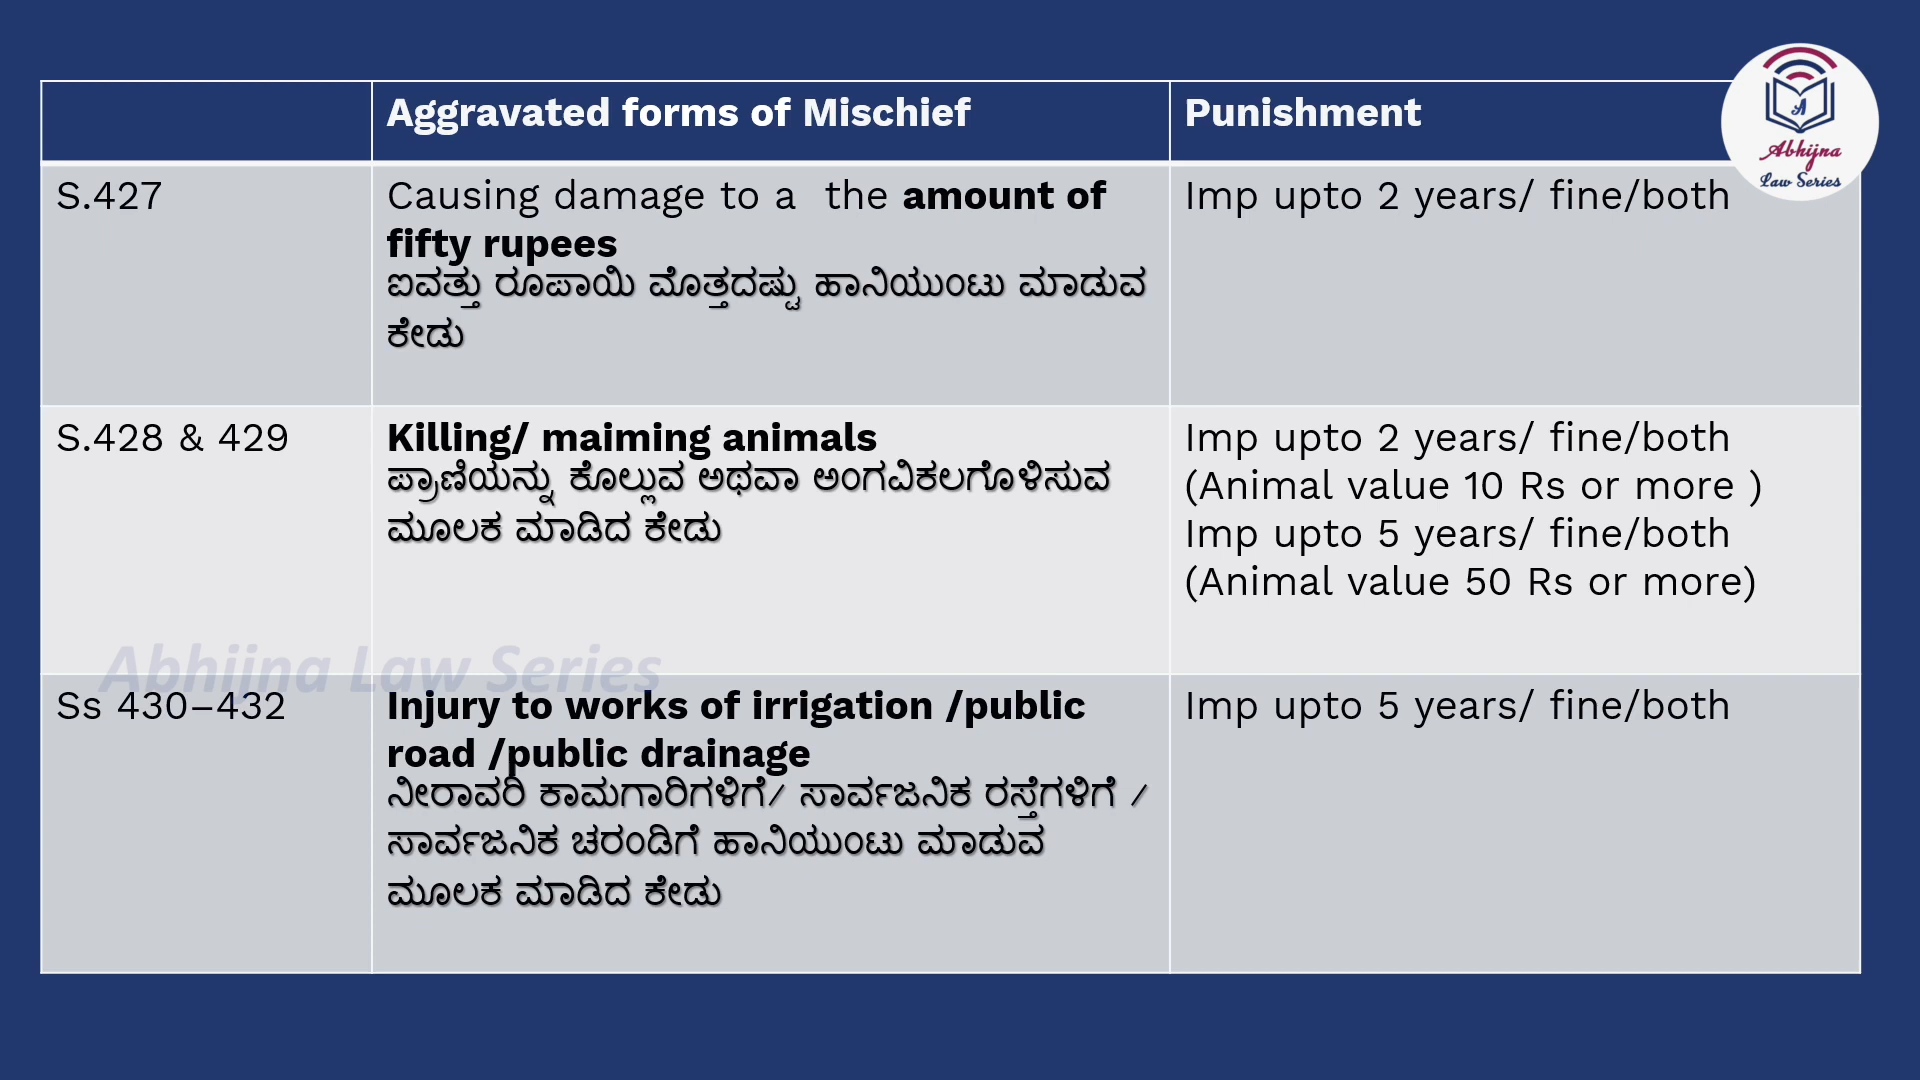 Aggravated forms of Mischief
Punishment
A
Abhijna
Law Series
S.427
Causing damage to a the amount of
fifty rupees
ಐವತ್ತು ರೂಪಾಯಿ ಮೊತ್ತದಷ್ಟು ಹಾನಿಯುಂಟು ಮಾಡುವ
ಕೇಡು
Imp upto 2 years/ fine/both
S.428 & 429
Killing/ maiming animals
ಪ್ರಾಣಿಯನ್ನು ಕೊಲ್ಲುವ ಅಥವಾ ಅಂಗವಿಕಲಗೊಳಿಸುವ
ಮೂಲಕ ಮಾಡಿದ ಕೇಡು
Imp upto 2 years/ fine/both
(Animal value 10 Rs or more )
Imp upto 5 years/ fine/both
(Animal value 50 Rs or more)
Abhijna Law Series
Ss 430–432
Injury to works of irrigation /public
road /public drainage
ನೀರಾವರಿ ಕಾಮಗಾರಿಗಳಿಗೆ/ ಸಾರ್ವಜನಿಕ ರಸ್ತೆಗಳಿಗೆ /
ಸಾರ್ವಜನಿಕ ಚರಂಡಿಗೆ ಹಾನಿಯುಂಟು ಮಾಡುವ
ಮೂಲಕ ಮಾಡಿದ ಕೇಡು
Imp upto 5 years/ fine/both